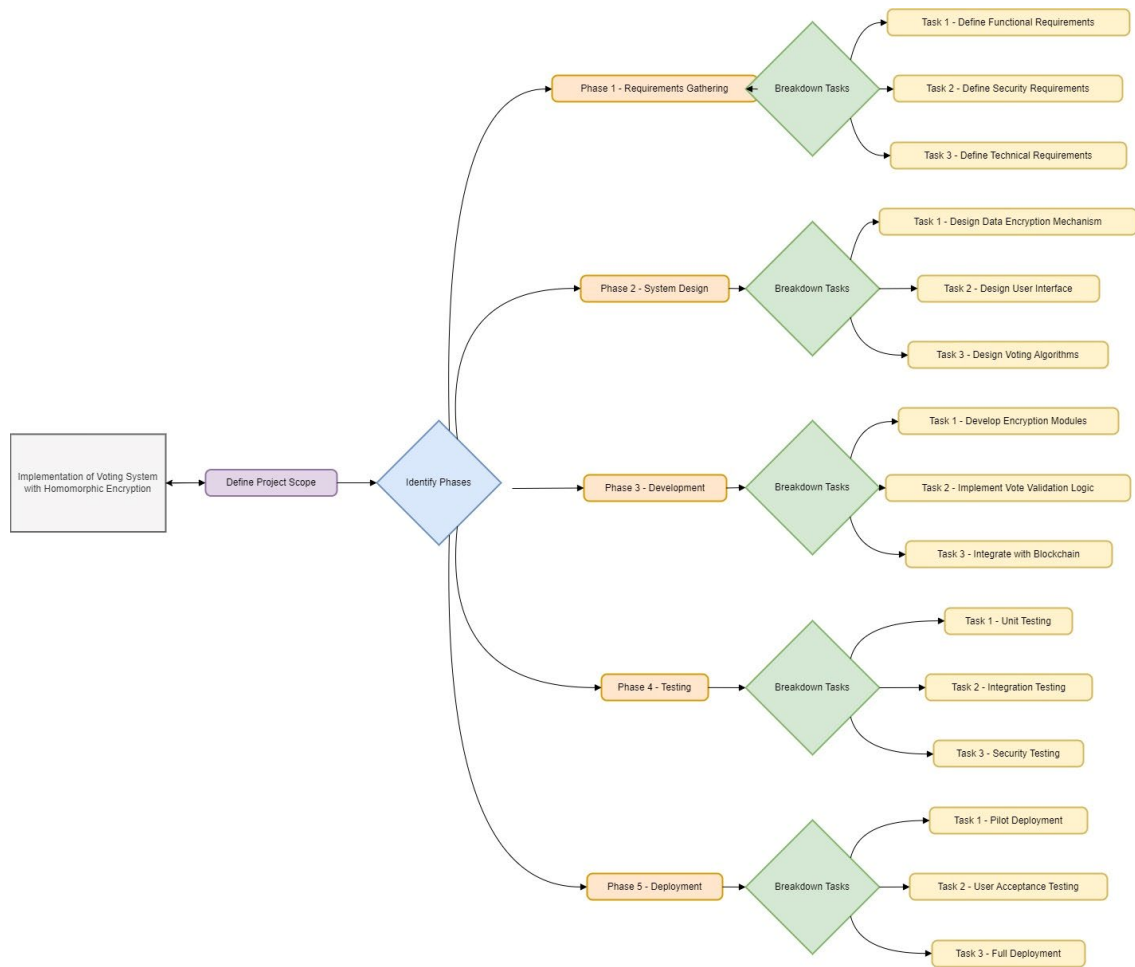 Implementation of Voting System
with Homomorphic Encryption
Define Project Scope
Identify Phases
Phase 1 - Requirements Gathering
Breakdown Tasks
Task 1 - Define Functional Requirements
Task 2 - Define Security Requirements
Task 3 - Define Technical Requirements
Phase 2 - System Design
Breakdown Tasks
Task 1 - Design Data Encryption Mechanism
Task 2 - Design User Interface
Task 3 - Design Voting Algorithms
Phase 3 - Development
Breakdown Tasks
Task 1 - Develop Encryption Modules
Task 2 - Implement Vote Validation Logic
Task 3 - Integrate with Blockchain
Phase 4 - Testing
Breakdown Tasks
Task 1 - Unit Testing
Task 2 - Integration Testing
Task 3 - Security Testing
Phase 5 - Deployment
Breakdown Tasks
Task 1 - Pilot Deployment
Task 2 - User Acceptance Testing
Task 3 - Full Deployment